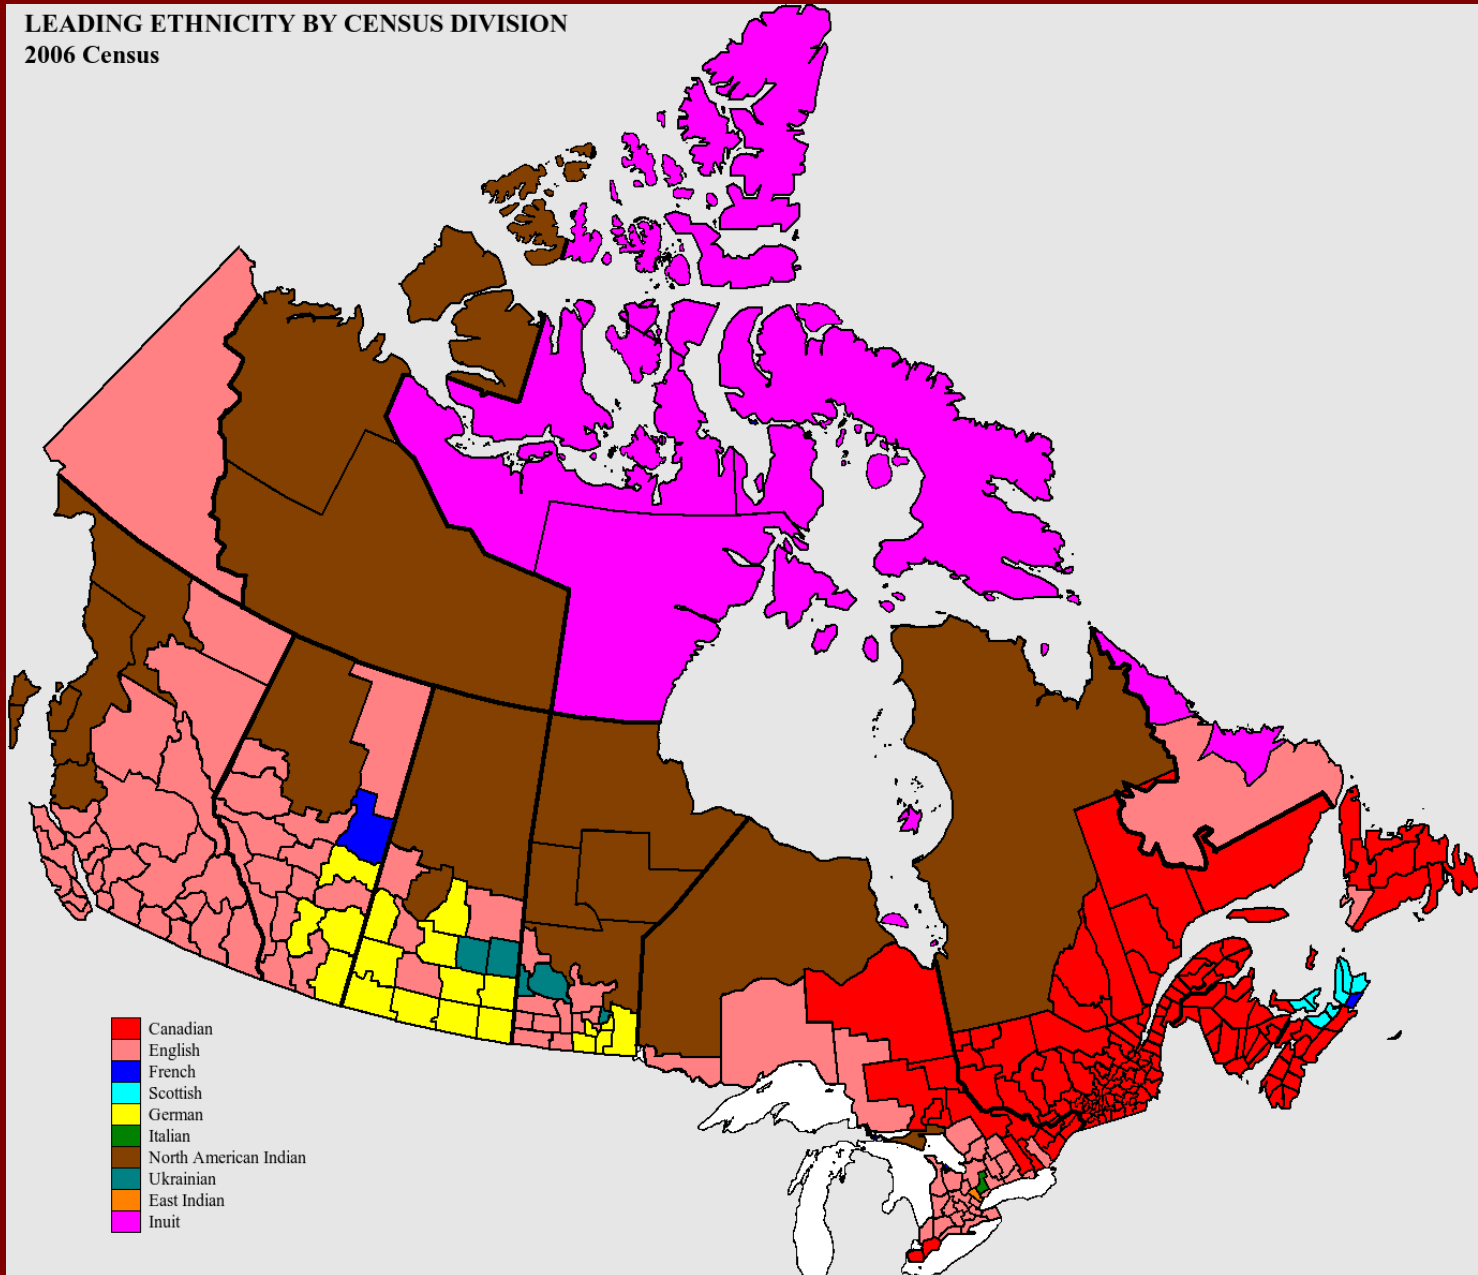 LEADING ETHNICITY BY CENSUS DIVISION
2006 Census
Canadian
English
French
Scottish
German
Italian
North American Indian
Ukrainian
East Indian
Inuit